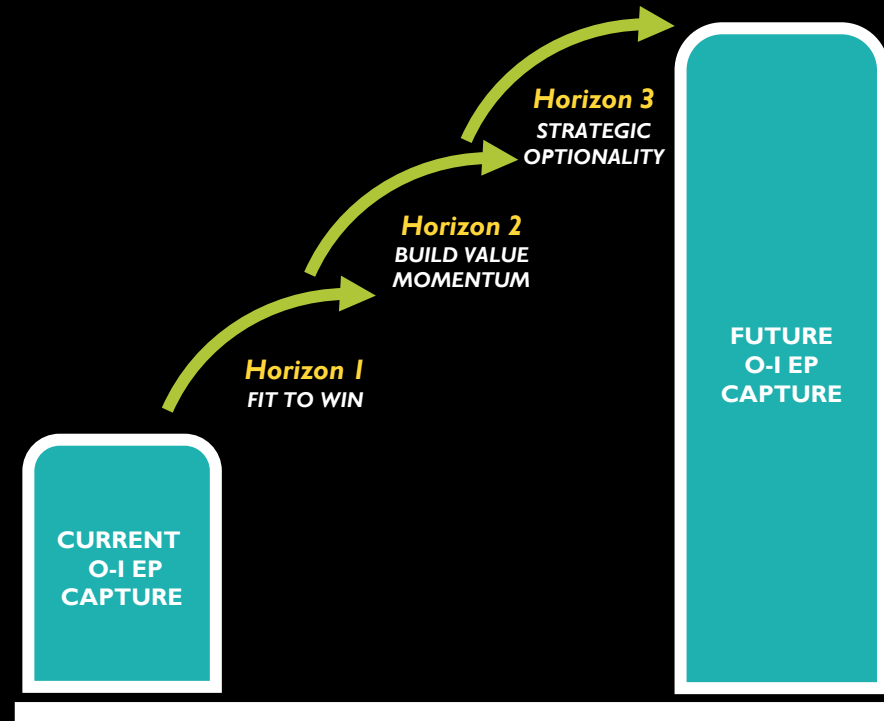 Horizon 3
STRATEGIC
OPTIONALITY
Horizon 2
BUILD VALUE
MOMENTUM
Horizon 1
FIT TO WIN
CURRENT
O-I EP
CAPTURE
FUTURE
O-I EP
CAPTURE